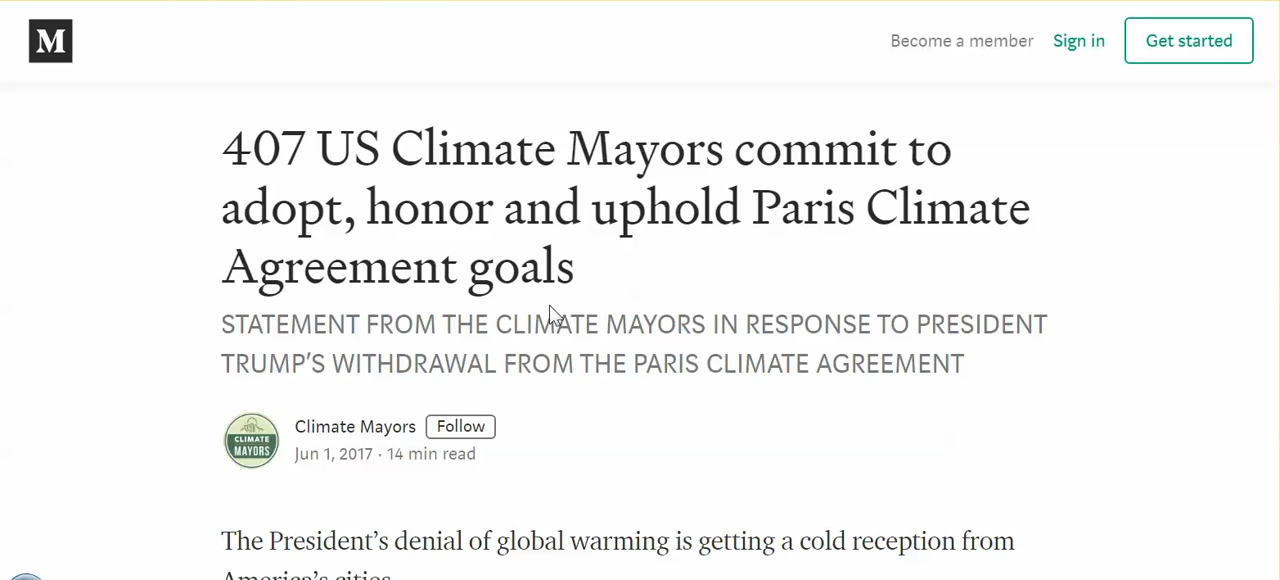 M
Become a member Sign in Get started
407 US Climate Mayors commit to
adopt, honor and uphold Paris Climate
Agreement goals
STATEMENT FROM THE CLIMATE MAYORS IN RESPONSE TO PRESIDENT
TRUMP’S WITHDRAWAL FROM THE PARIS CLIMATE AGREEMENT
CLIMATE
MAYORS
Climate Mayors Follow
Jun 1, 2017 · 14 min read
The President’s denial of global warming is getting a cold reception from
America’s cities